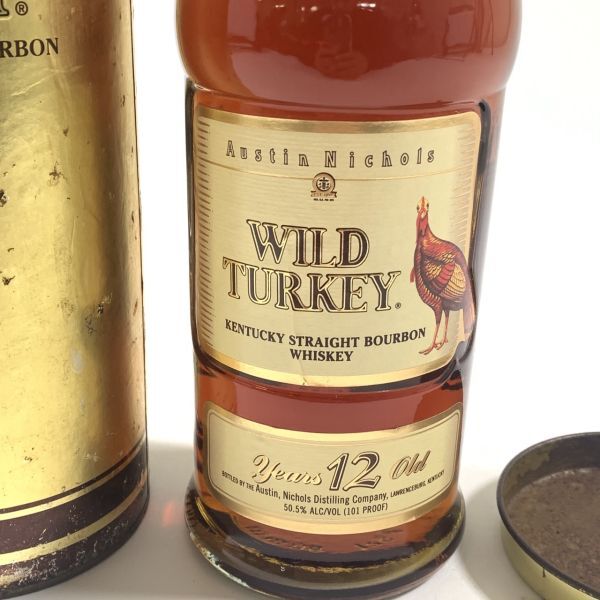 ®
RBON
Austin Nichols
WILD
TURKEY®
KENTUCKY STRAIGHT BOURBON
WHISKEY
Years 12 Old
BOTTLED BY THE Austin, Nichols Distilling Company, LAWRENCEBURG, KENTUCKY
50.5% ALC/VOL (101 PROOF)